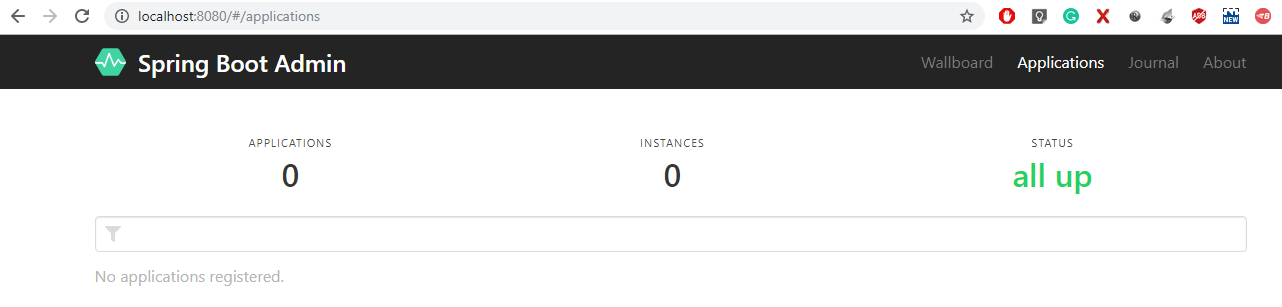 localhost:8080/#/applications
NEW
Spring Boot Admin
Wallboard Applications Journal About
APPLICATIONS INSTANCES STATUS
0 0 all up
No applications registered.